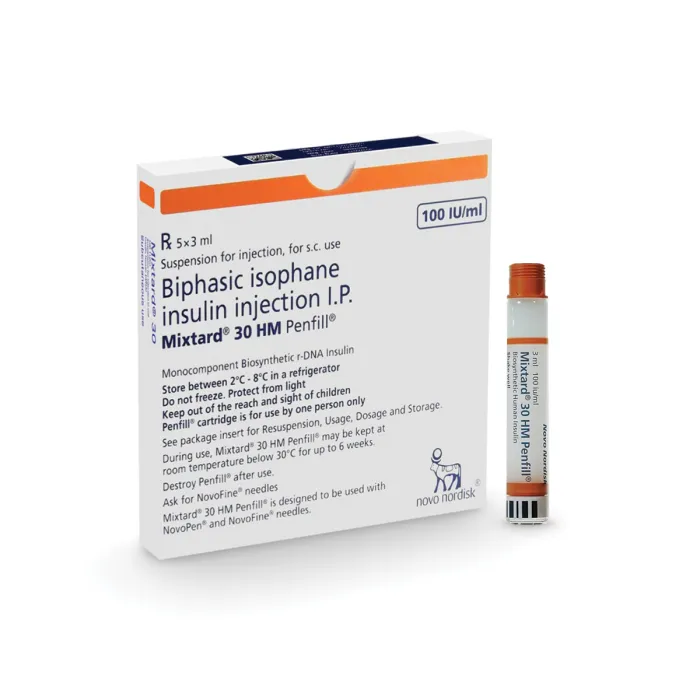 100 IU/ml
Rx 5×3 ml
Suspension for injection, for s.c. use
Biphasic isophane
insulin injection I.P.
Mixtard® 30 HM Penfill®
Monocomponent Biosynthetic r-DNA Insulin
Store between 2°C - 8°C in a refrigerator
Do not freeze. Protect from light
Keep out of the reach and sight of children
Penfill® cartridge is for use by one person only
See package insert for Resuspension, Usage, Dosage and Storage.
During use, Mixtard® 30 HM Penfill® may be kept at
room temperature below 30°C for up to 6 weeks.
Destroy Penfill® after use.
Ask for NovoFine® needles
Mixtard® 30 HM Penfill® is designed to be used with
NovoPen® and NovoFine® needles.
novo nordisk®
Mixtard® 30
Subcutaneous use
3 ml 100 IU/ml
Mixtard® 30 HM Penfill®
Biosynthetic Human Insulin
Shake well
Novo Nordisk